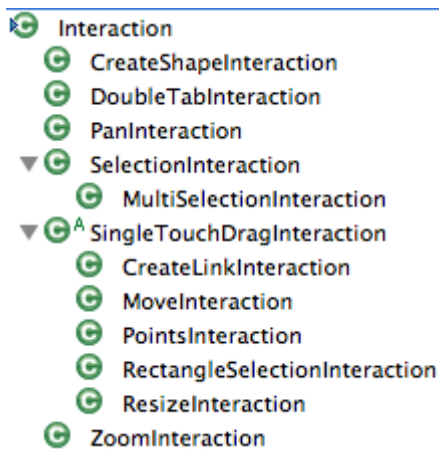 Interaction
CreateShapeInteraction
DoubleTabInteraction
PanInteraction
SelectionInteraction
MultiSelectionInteraction
A SingleTouchDragInteraction
CreateLinkInteraction
MoveInteraction
PointsInteraction
RectangleSelectionInteraction
ResizeInteraction
ZoomInteraction